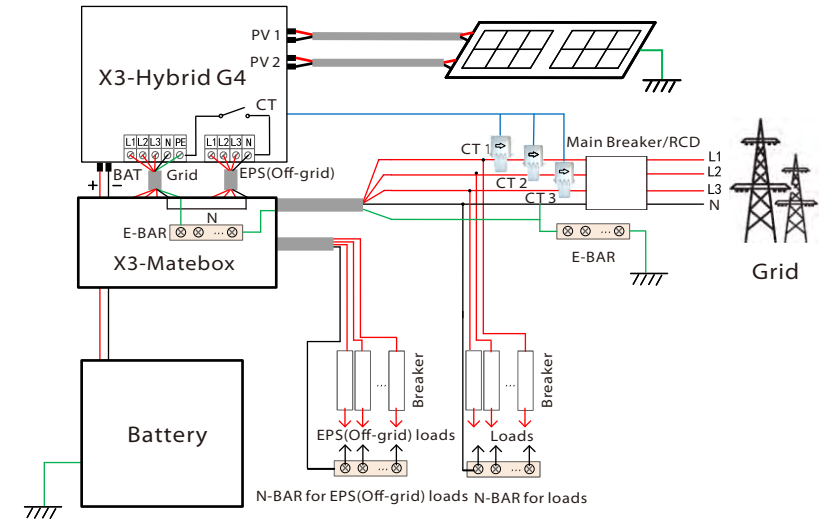 PV 1
PV 2
X3-Hybrid G4
CT
L1 L2 L3 N PE
L1 L2 L3 N
BAT
Grid
EPS(Off-grid)
+
−
CT 1
CT 2
CT 3
Main Breaker/RCD
L1
L2
L3
N
N
E-BAR
...
X3-Matebox
...
E-BAR
Grid
...
Breaker
...
Breaker
Battery
EPS(Off-grid) loads
Loads
...
...
N-BAR for EPS(Off-grid) loads
N-BAR for loads